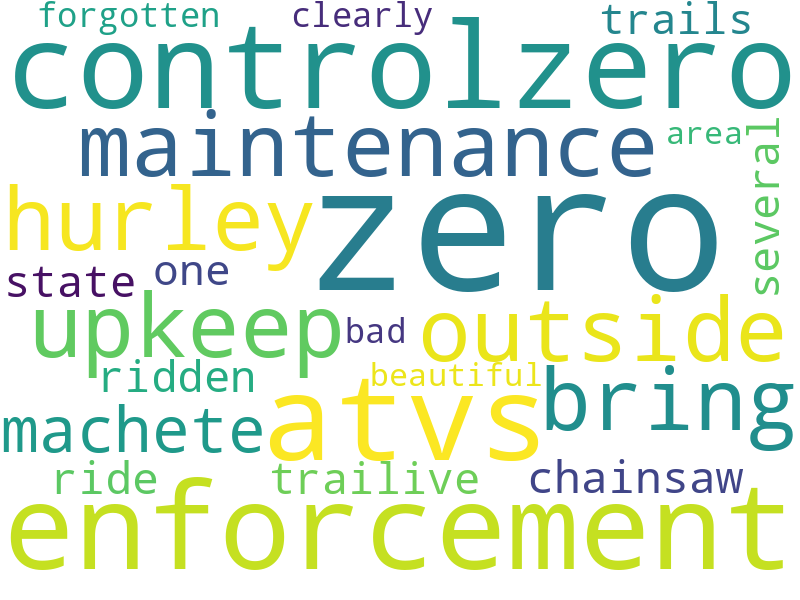 forgotten clearly trails
controlzero
maintenance area
several
hurley zero
state one
upkeep bad outside
ridden beautiful
machete atvs bring
ride trailive chainsaw
enforcement